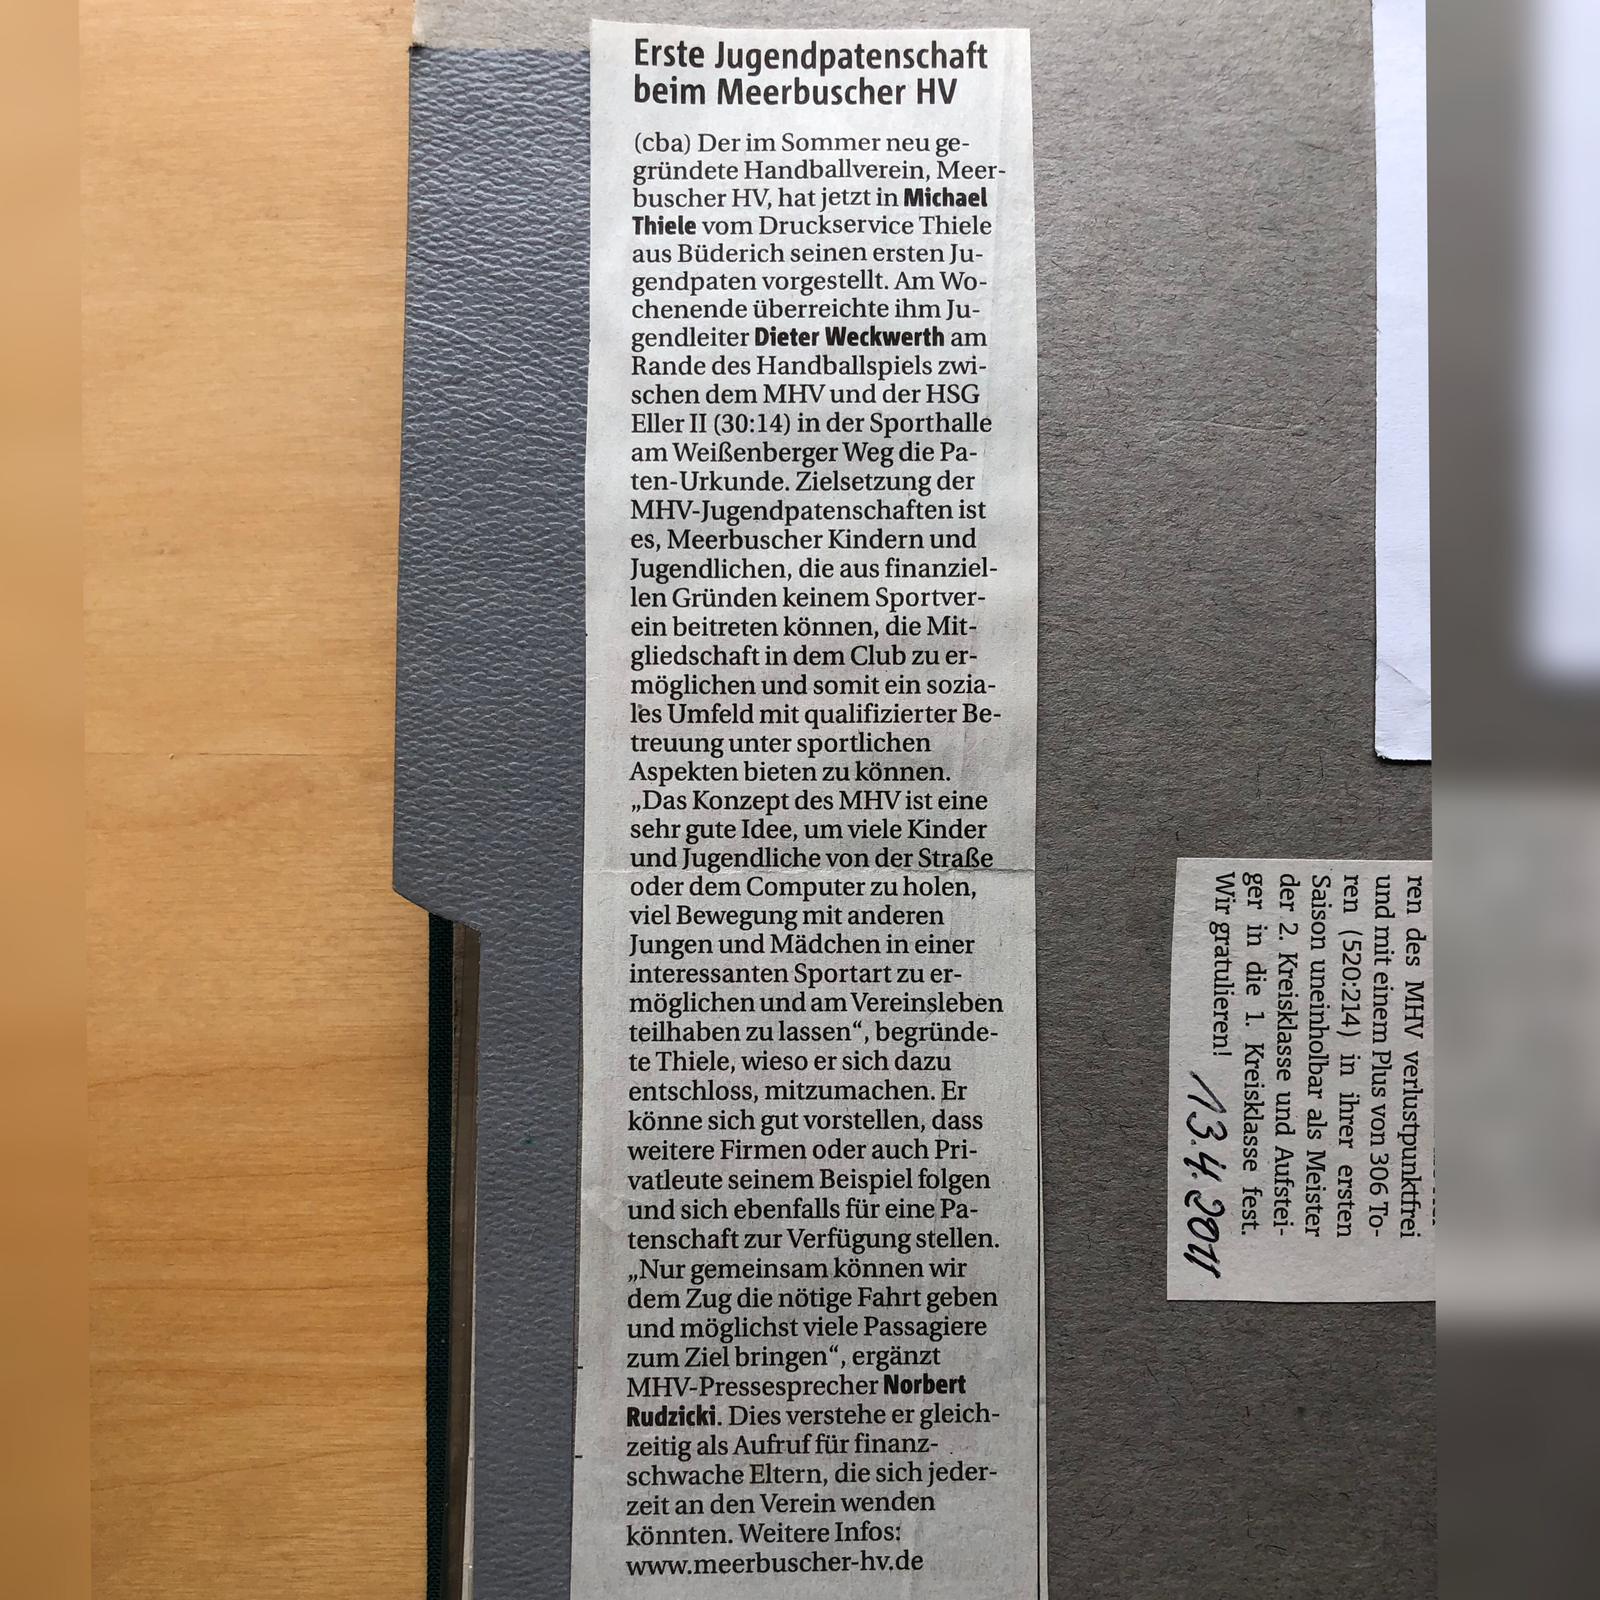 Erste Jugendpatenschaft
beim Meerbuscher HV
(cba) Der im Sommer neu ge-
gründete Handballverein, Meer-
buscher HV, hat jetzt in Michael
Thiele vom Druckservice Thiele
aus Büderich seinen ersten Ju-
gendpaten vorgestellt. Am Wo-
chenende überreichte ihm Ju-
gendleiter Dieter Weckwerth am
Rande des Handballspiels zwi-
schen dem MHV und der HSG
Eller II (30:14) in der Sporthalle
am Weißenberger Weg die Pa-
ten-Urkunde. Zielsetzung der
MHV-Jugendpatenschaften ist
es, Meerbuscher Kindern und
Jugendlichen, die aus finanziel-
len Gründen keinem Sportver-
ein beitreten können, die Mit-
gliedschaft in dem Club zu er-
möglichen und somit ein sozia-
les Umfeld mit qualifizierter Be-
treuung unter sportlichen
Aspekten bieten zu können.
„Das Konzept des MHV ist eine
sehr gute Idee, um viele Kinder
und Jugendliche von der Straße
oder dem Computer zu holen,
viel Bewegung mit anderen
Jungen und Mädchen in einer
interessanten Sportart zu er-
möglichen und am Vereinsleben
teilhaben zu lassen“, begründe-
te Thiele, wieso er sich dazu
entschloss, mitzumachen. Er
könne sich gut vorstellen, dass
weitere Firmen oder auch Pri-
vatleute seinem Beispiel folgen
und sich ebenfalls für eine Pa-
tenschaft zur Verfügung stellen.
„Nur gemeinsam können wir
dem Zug die nötige Fahrt geben
und möglichst viele Passagiere
zum Ziel bringen“, ergänzt
MHV-Pressesprecher Norbert
Rudzicki. Dies verstehe er gleich-
zeitig als Aufruf für finanz-
schwache Eltern, die sich jeder-
zeit an den Verein wenden
könnten. Weitere Infos:
www.meerbuscher-hv.de
ren des MHV verlustpunktfrei
und mit einem Plus von 306 To-
ren (520:214) in ihrer ersten
Saison uneinholbar als Meister
der 2. Kreisklasse und Aufstei-
ger in die 1. Kreisklasse fest.
Wir gratulieren!
13.4.2011